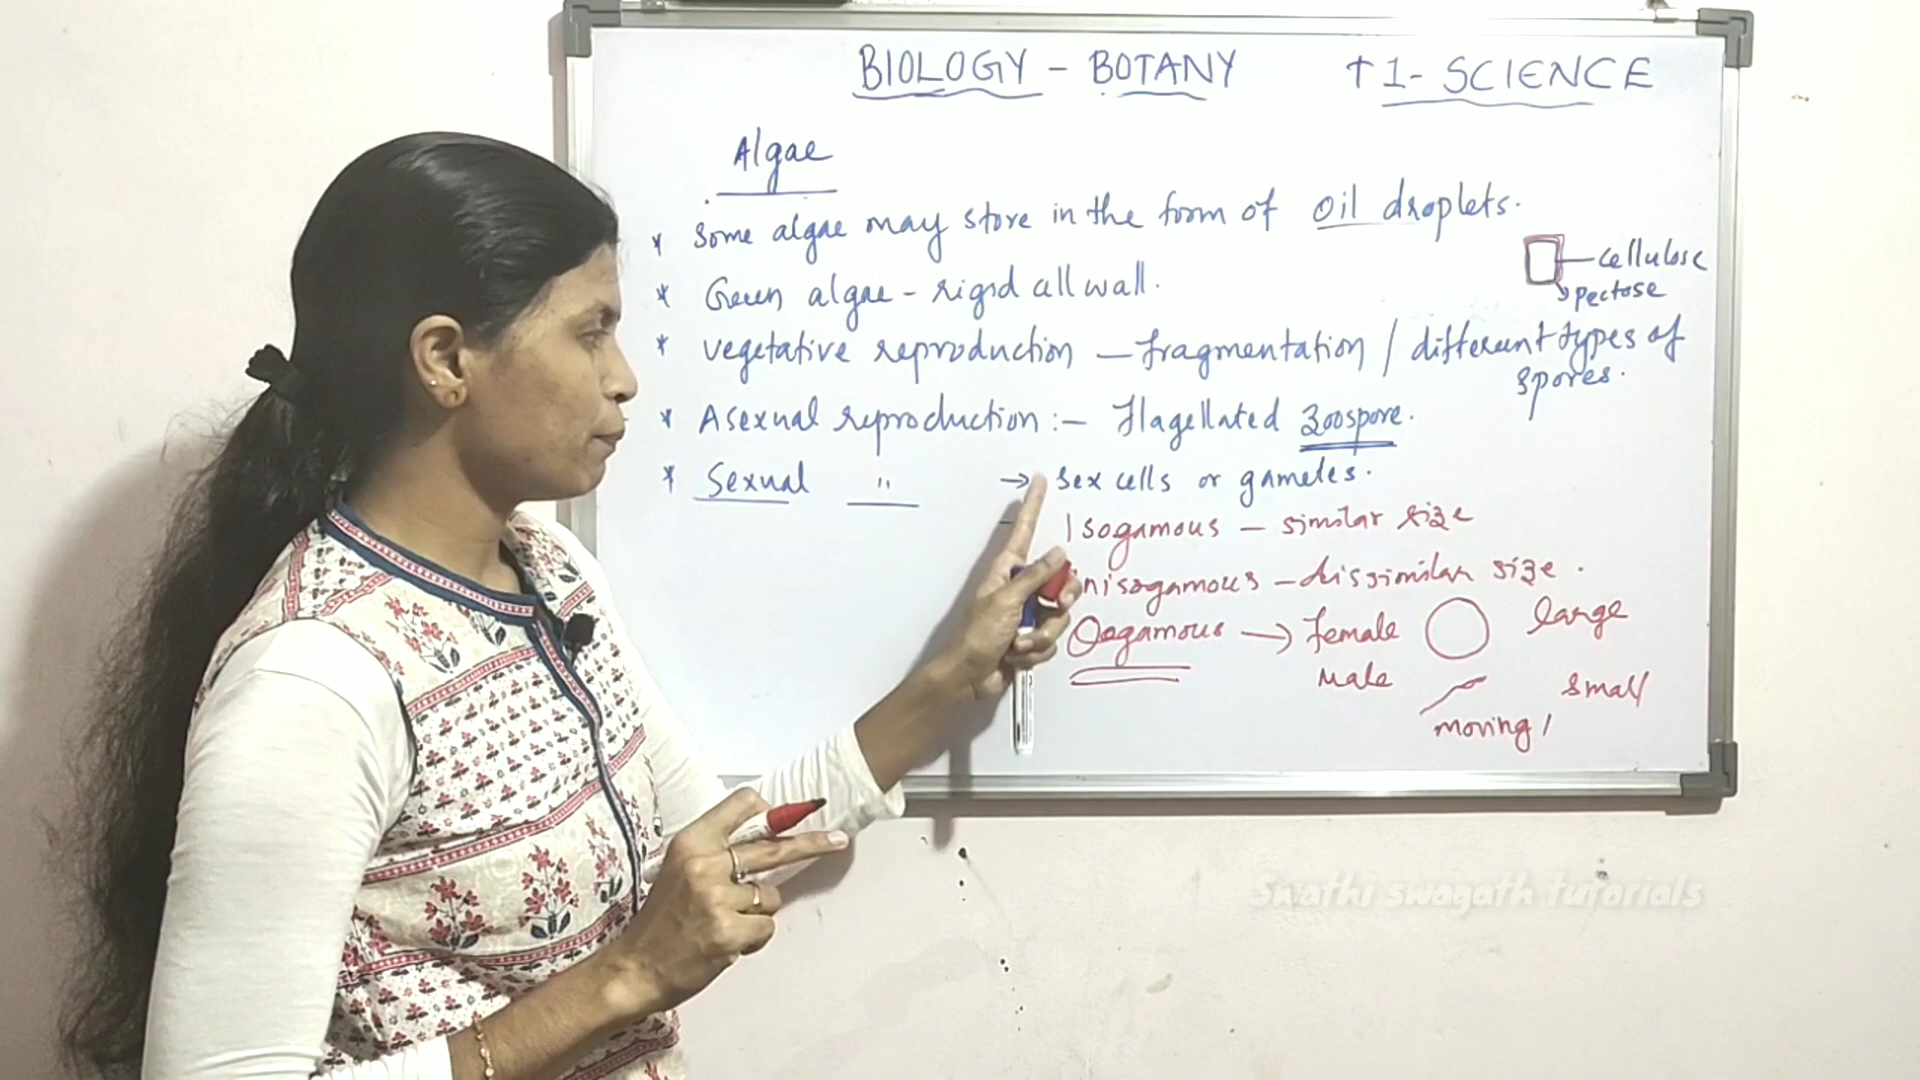 BIOLOGY - BOTANY +1- SCIENCE
Algae
* Some algae may store in the form of oil droplets.
cellulose
pectose
* Green algae - rigid cell wall.
* vegetative reproduction - fragmentation / different types of
spores.
* Asexual reproduction :- Flagellated zoospore.
* Sexual " → sex cells or gametes.
Isogamous - similar size
nisogamous - dissimilar size.
Oogamous → female large
male small
moving /
Swathi swagath tutorials